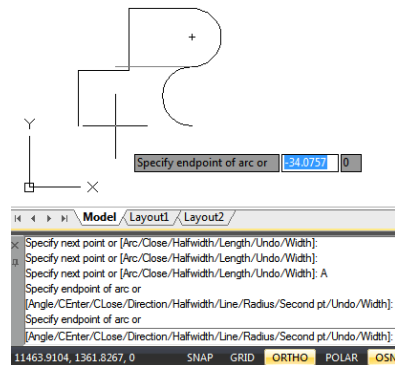 Y
Specify endpoint of arc or -34.0757 0
X
Model Layout1 Layout2
Specify next point or [Arc/Close/Halfwidth/Length/Undo/Width]:
Specify next point or [Arc/Close/Halfwidth/Length/Undo/Width]:
Specify next point or [Arc/Close/Halfwidth/Length/Undo/Width]: A
Specify endpoint of arc or
[Angle/CEnter/CLose/Direction/Halfwidth/Line/Radius/Second pt/Undo/Width]:
Specify endpoint of arc or
[Angle/CEnter/CLose/Direction/Halfwidth/Line/Radius/Second pt/Undo/Width]:
11463.9104, 1361.8267, 0 SNAP GRID ORTHO POLAR OSN